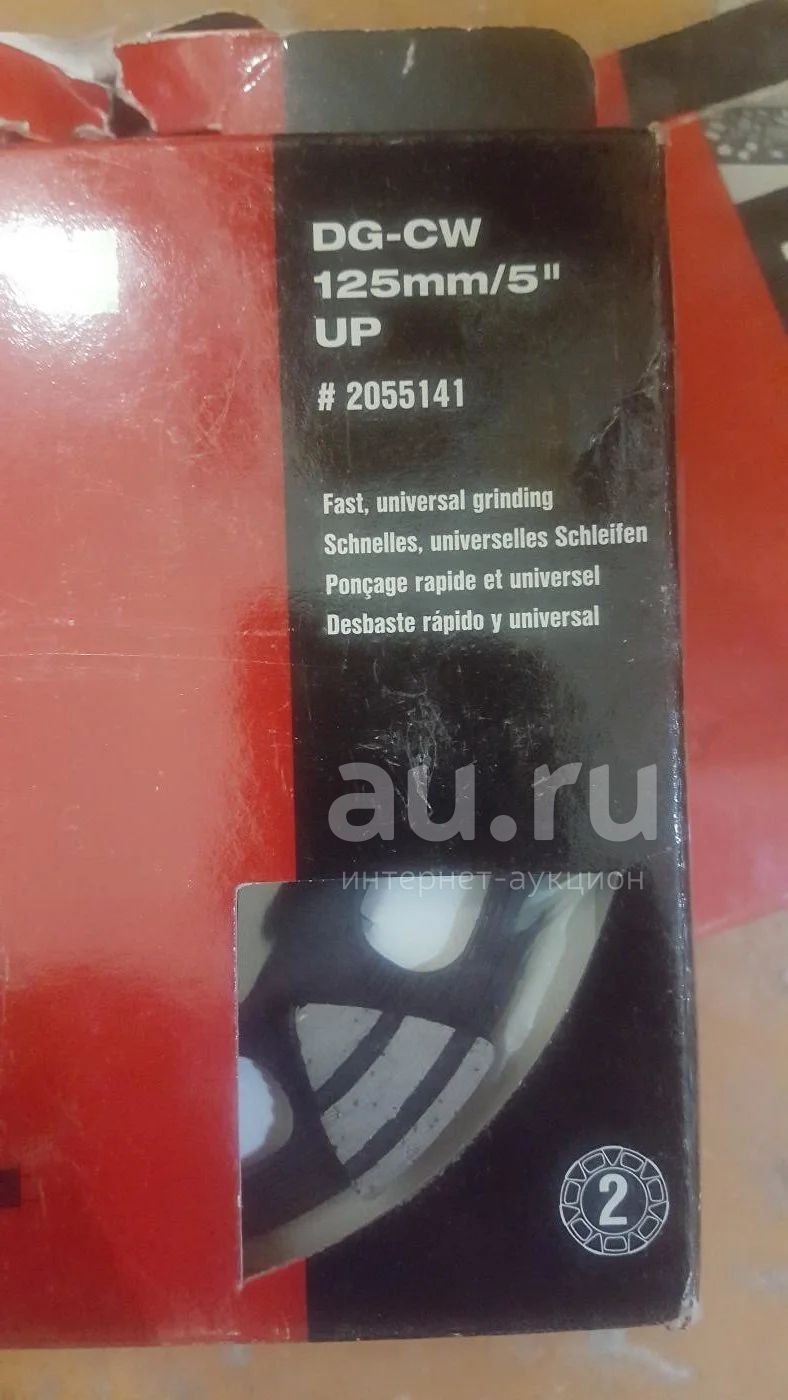 DG-CW
125mm/5"
UP
# 2055141
Fast, universal grinding
Schnelles, universelles Schleifen
Ponçage rapide et universel
Desbaste rápido y universal
au.ru
интернет-аукцион
2